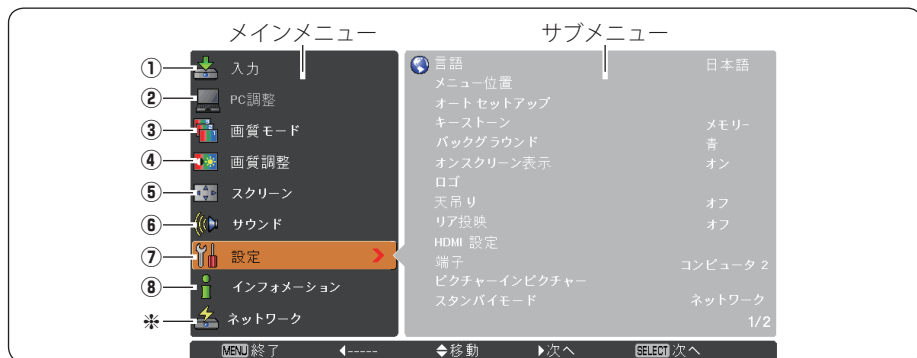 メインメニュー
サブメニュー
① 入力
② PC調整
③ 画質モード
④ 画質調整
⑤ スクリーン
⑥ サウンド
⑦ 設定
⑧ インフォメーション
※ ネットワーク
言語 日本語
メニュー位置
オートセットアップ
キーストーン メモリー
バックグラウンド 青
オンスクリーン表示 オン
ロゴ
天吊り オフ
リア投映 オフ
HDMI 設定
端子 コンピュータ 2
ピクチャーインピクチャー
スタンバイモード ネットワーク
1/2
MENU 終了 ◀----- ◆移動 ▶次へ SELECT 次へ